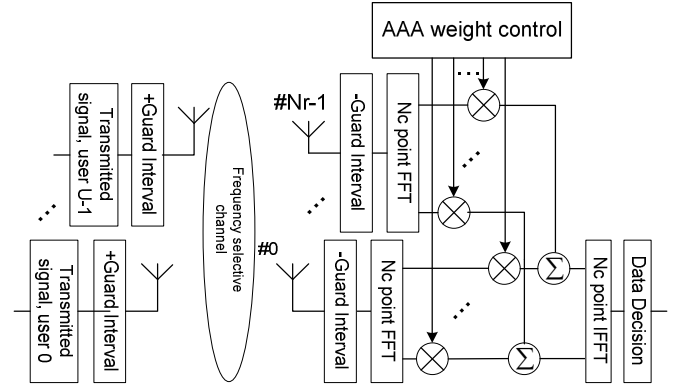 AAA weight control
Transmitted
signal, user U-1
+Guard Interval
#Nr-1
-Guard Interval
Nc point FFT
Frequency selective
channel
Transmitted
signal, user 0
+Guard Interval
#0
-Guard Interval
Nc point FFT
Σ
Σ
Nc point IFFT
Data Decision